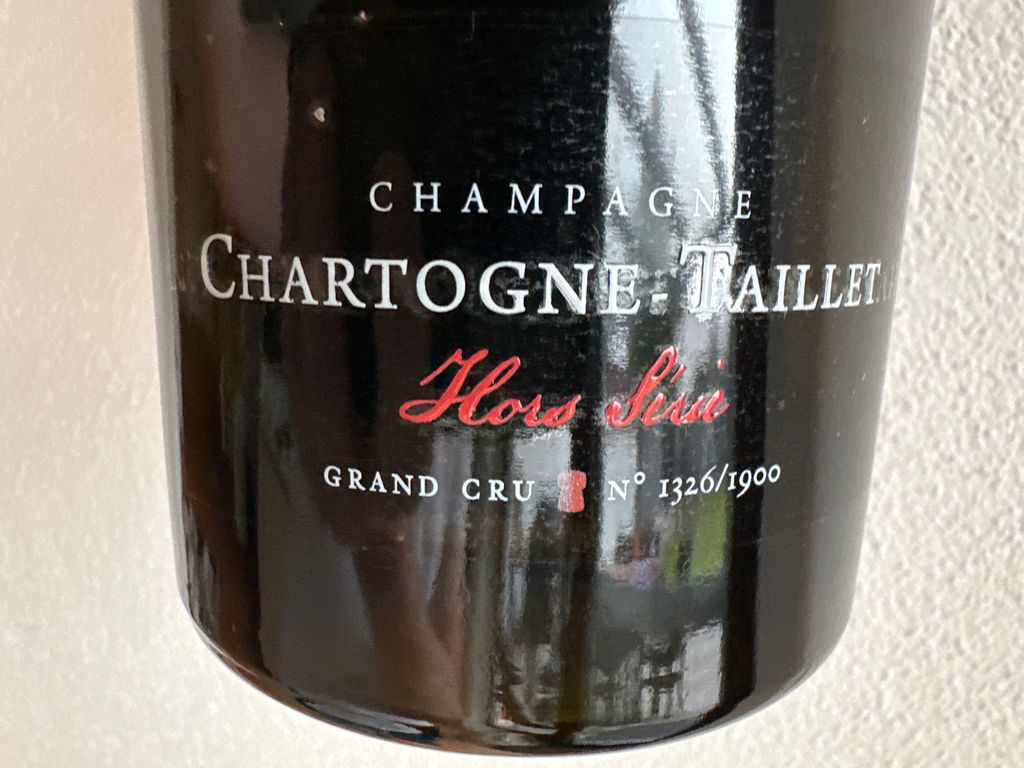 CHAMPAGNE
CHARTOGNE-TAILLET
Hors Série
GRAND CRU N° 1326/1900